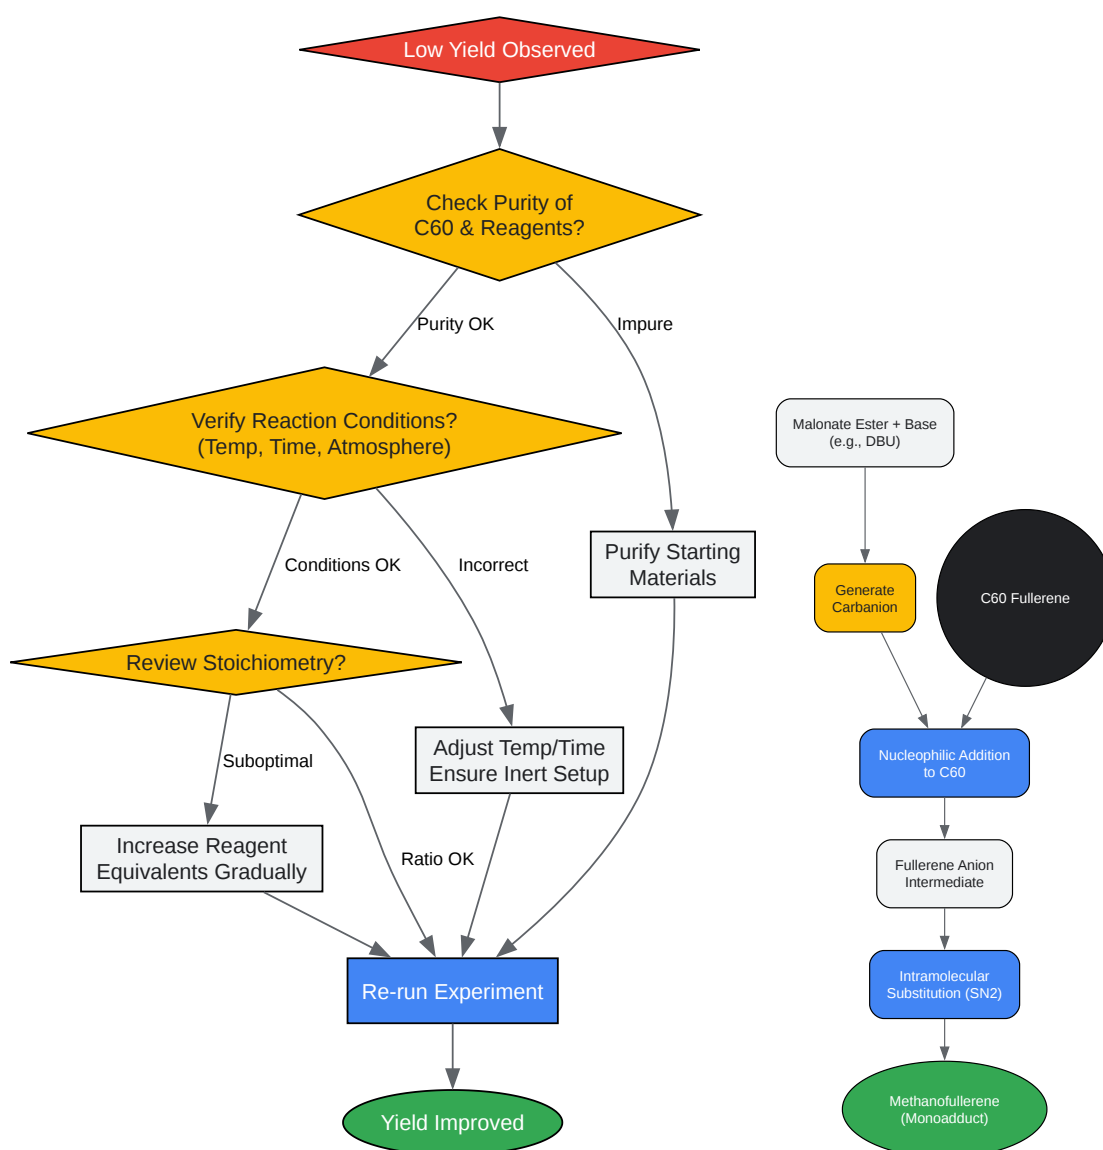 Low Yield Observed
Check Purity of
C60 & Reagents?
Purity OK
Impure
Verify Reaction Conditions?
(Temp, Time, Atmosphere)
Conditions OK
Incorrect
Purify Starting
Materials
Review Stoichiometry?
Suboptimal
Adjust Temp/Time
Ensure Inert Setup
Increase Reagent
Equivalents Gradually
Ratio OK
Re-run Experiment
Yield Improved
Malonate Ester + Base
(e.g., DBU)
Generate
Carbanion
C60 Fullerene
Nucleophilic Addition
to C60
Fullerene Anion
Intermediate
Intramolecular
Substitution (SN2)
Methanofullerene
(Monoadduct)